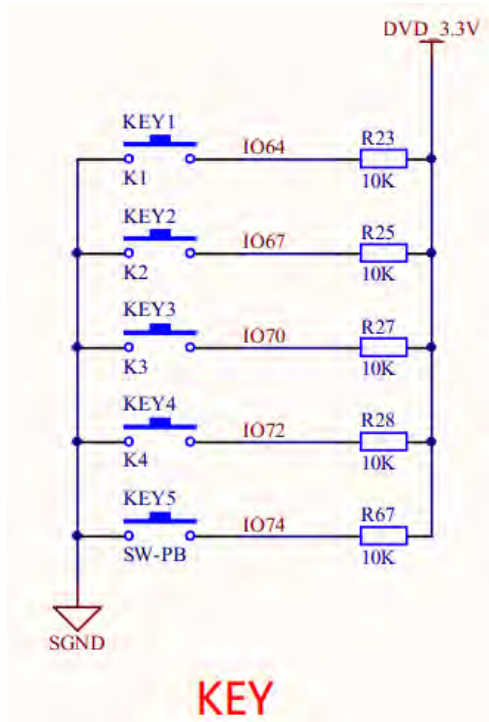 DVD_3.3V
KEY1
IO64
R23
K1
10K
KEY2
IO67
R25
K2
10K
KEY3
IO70
R27
K3
10K
KEY4
IO72
R28
K4
10K
KEY5
IO74
R67
SW-PB
10K
SGND
KEY